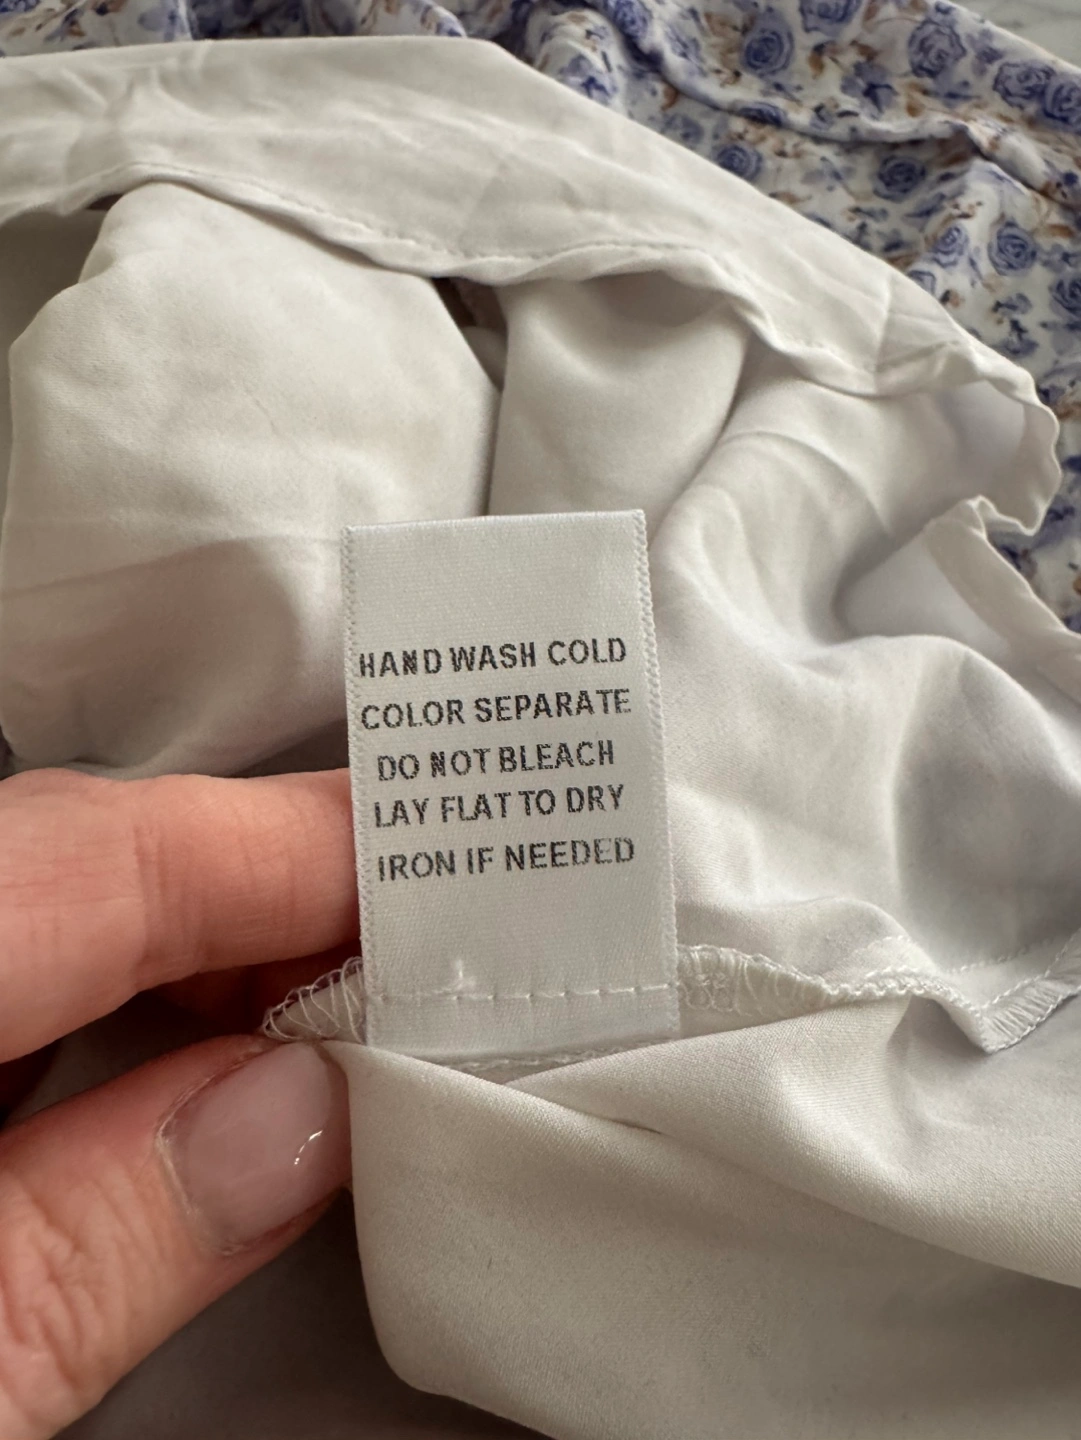 HAND WASH COLD
COLOR SEPARATE
DO NOT BLEACH
LAY FLAT TO DRY
IRON IF NEEDED